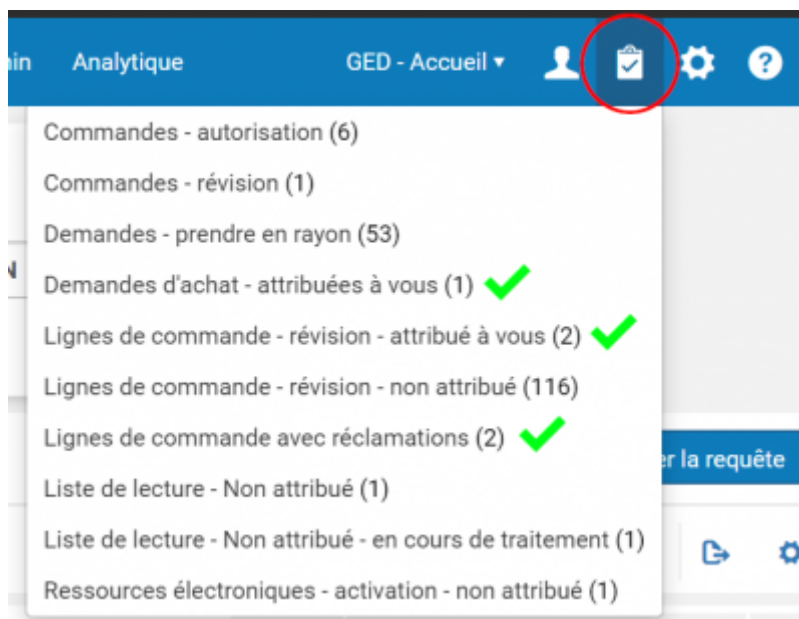 Analytique
GED - Accueil
Commandes - autorisation (6)
Commandes - révision (1)
Demandes - prendre en rayon (53)
Demandes d'achat - attribuées à vous (1)
Lignes de commande - révision - attribué à vous (2)
Lignes de commande - révision - non attribué (116)
Lignes de commande avec réclamations (2)
er la requête
Liste de lecture - Non attribué (1)
Liste de lecture - Non attribué - en cours de traitement (1)
Ressources électroniques - activation - non attribué (1)